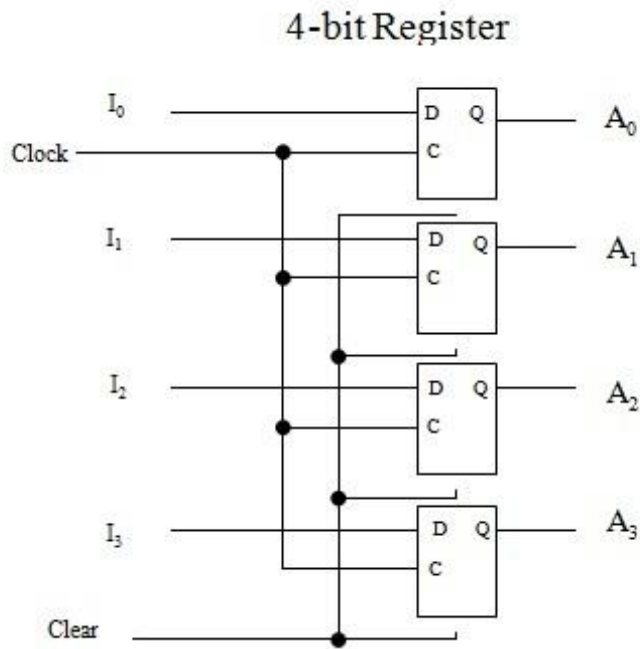 4-bit Register
I₀ D Q A₀
Clock C
I₁ D Q A₁
C
I₂ D Q A₂
C
I₃ D Q A₃
C
Clear